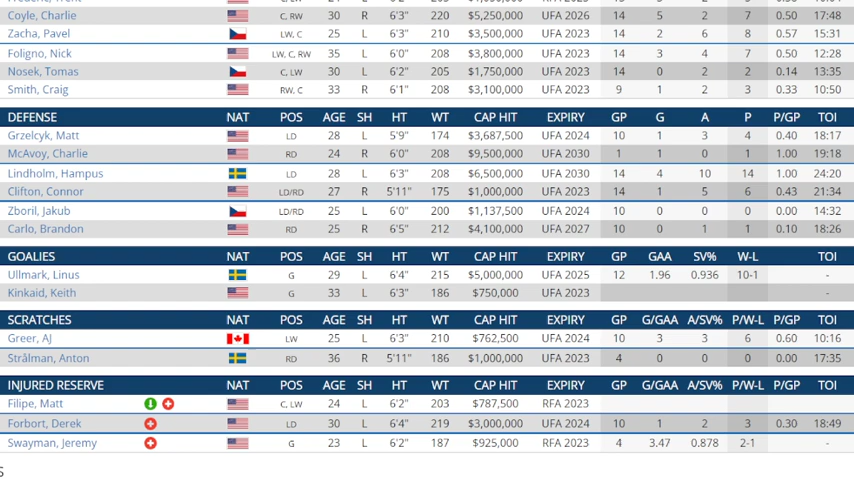 Coyle, Charlie C, RW 30 R 6'3" 220 $5,250,000 UFA 2026 14 5 2 7 0.50 17:48
Zacha, Pavel LW, C 25 L 6'3" 210 $3,500,000 UFA 2023 14 2 6 8 0.57 15:31
Foligno, Nick LW, C, RW 35 L 6'0" 208 $3,800,000 UFA 2023 14 3 4 7 0.50 12:28
Nosek, Tomas C, LW 30 L 6'2" 205 $1,750,000 UFA 2023 14 0 2 2 0.14 13:35
Smith, Craig RW, C 33 R 6'1" 208 $3,100,000 UFA 2023 9 1 2 3 0.33 10:50
DEFENSE NAT POS AGE SH HT WT CAP HIT EXPIRY GP G A P P/GP TOI
Grzelcyk, Matt LD 28 L 5'9" 174 $3,687,500 UFA 2024 10 1 3 4 0.40 18:17
McAvoy, Charlie RD 24 R 6'0" 208 $9,500,000 UFA 2030 1 1 0 1 1.00 19:18
Lindholm, Hampus LD 28 L 6'3" 208 $6,500,000 UFA 2030 14 4 10 14 1.00 24:20
Clifton, Connor LD/RD 27 R 5'11" 175 $1,000,000 UFA 2023 14 1 5 6 0.43 21:34
Zboril, Jakub LD/RD 25 L 6'0" 200 $1,137,500 UFA 2024 10 0 0 0 0.00 14:32
Carlo, Brandon RD 25 R 6'5" 212 $4,100,000 UFA 2027 10 0 1 1 0.10 18:26
GOALIES NAT POS AGE SH HT WT CAP HIT EXPIRY GP GAA SV% W-L TOI
Ullmark, Linus G 29 L 6'4" 215 $5,000,000 UFA 2025 12 1.96 0.936 10-1 -
Kinkaid, Keith G 33 L 6'3" 186 $750,000 UFA 2023 -
SCRATCHES NAT POS AGE SH HT WT CAP HIT EXPIRY GP G/GAA A/SV% P/W-L P/GP TOI
Greer, AJ LW 25 L 6'3" 210 $762,500 UFA 2024 10 3 3 6 0.60 10:16
Strålman, Anton RD 36 R 5'11" 186 $1,000,000 UFA 2023 4 0 0 0 0.00 17:35
INJURED RESERVE NAT POS AGE SH HT WT CAP HIT EXPIRY GP G/GAA A/SV% P/W-L P/GP TOI
Filipe, Matt C, LW 24 L 6'2" 203 $787,500 RFA 2023
Forbort, Derek LD 30 L 6'4" 219 $3,000,000 UFA 2024 10 1 2 3 0.30 18:49
Swayman, Jeremy G 23 L 6'2" 187 $925,000 RFA 2023 4 3.47 0.878 2-1 -
s